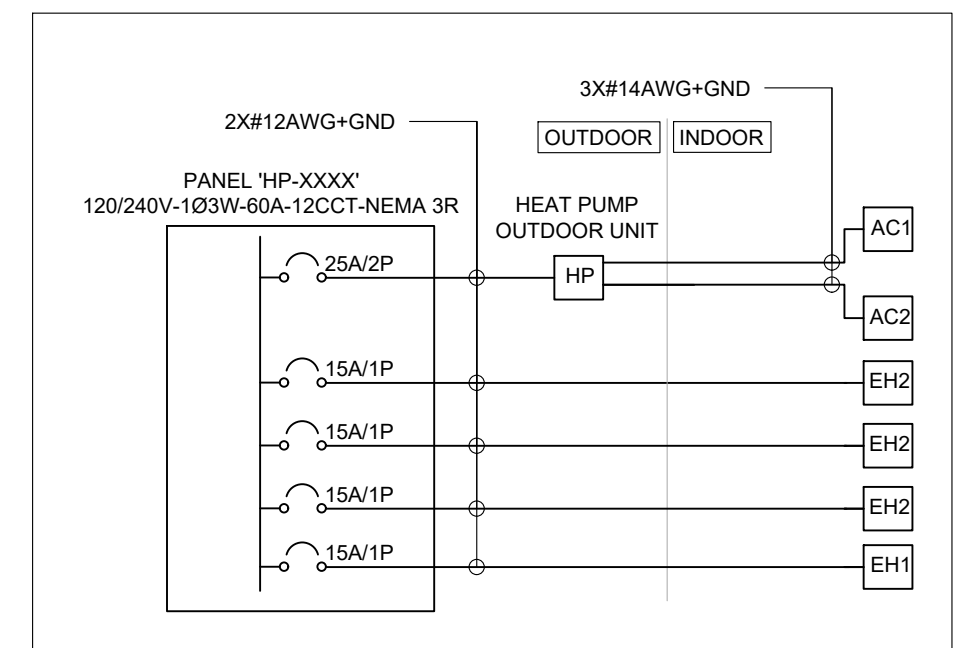 3X#14AWG+GND
2X#12AWG+GND
OUTDOOR
INDOOR
PANEL 'HP-XXXX'
120/240V-1Ø3W-60A-12CCT-NEMA 3R
HEAT PUMP
OUTDOOR UNIT
AC1
25A/2P
HP
AC2
15A/1P
EH2
15A/1P
EH2
15A/1P
EH2
15A/1P
EH1